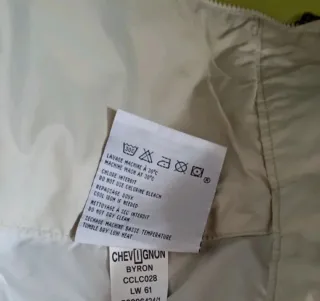 LAVAGE MACHINE A 30°C
MACHINE WASH AT 30°C
CHLORE INTERDIT
DO NOT USE CHLORINE BLEACH
REPASSAGE DOUX
COOL IRON IF NEEDED
NETTOYAGE A SEC INTERDIT
DO NOT DRY CLEAN
SECHAGE MACHINE BASSE TEMPERATURE
TUMBLE DRY LOW HEAT
CHEVIGNON
BYRON
CCLC028
LW 61